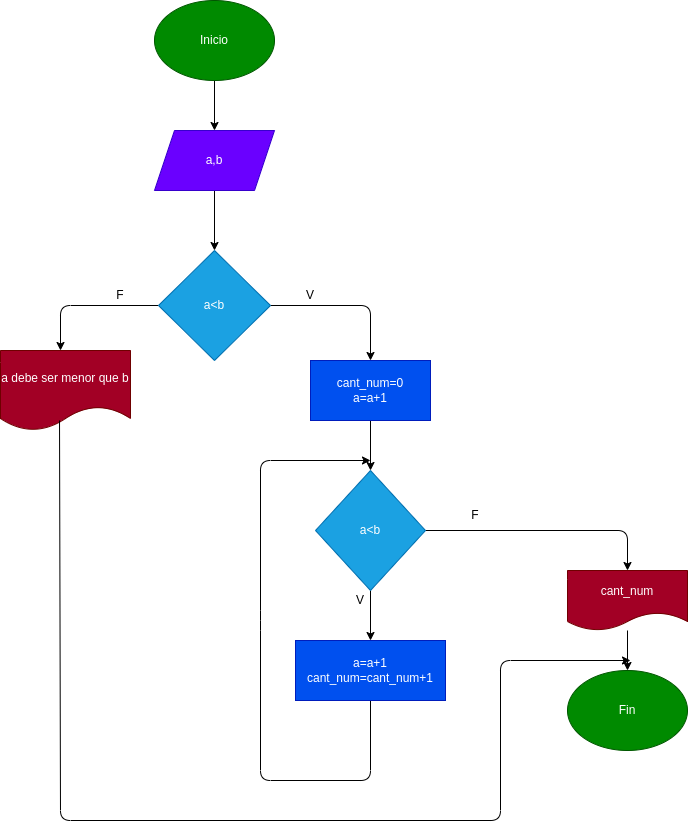 Inicio
a,b
F
V
a<b
a debe ser menor que b
cant_num=0
a=a+1
F
a<b
cant_num
V
a=a+1
cant_num=cant_num+1
Fin